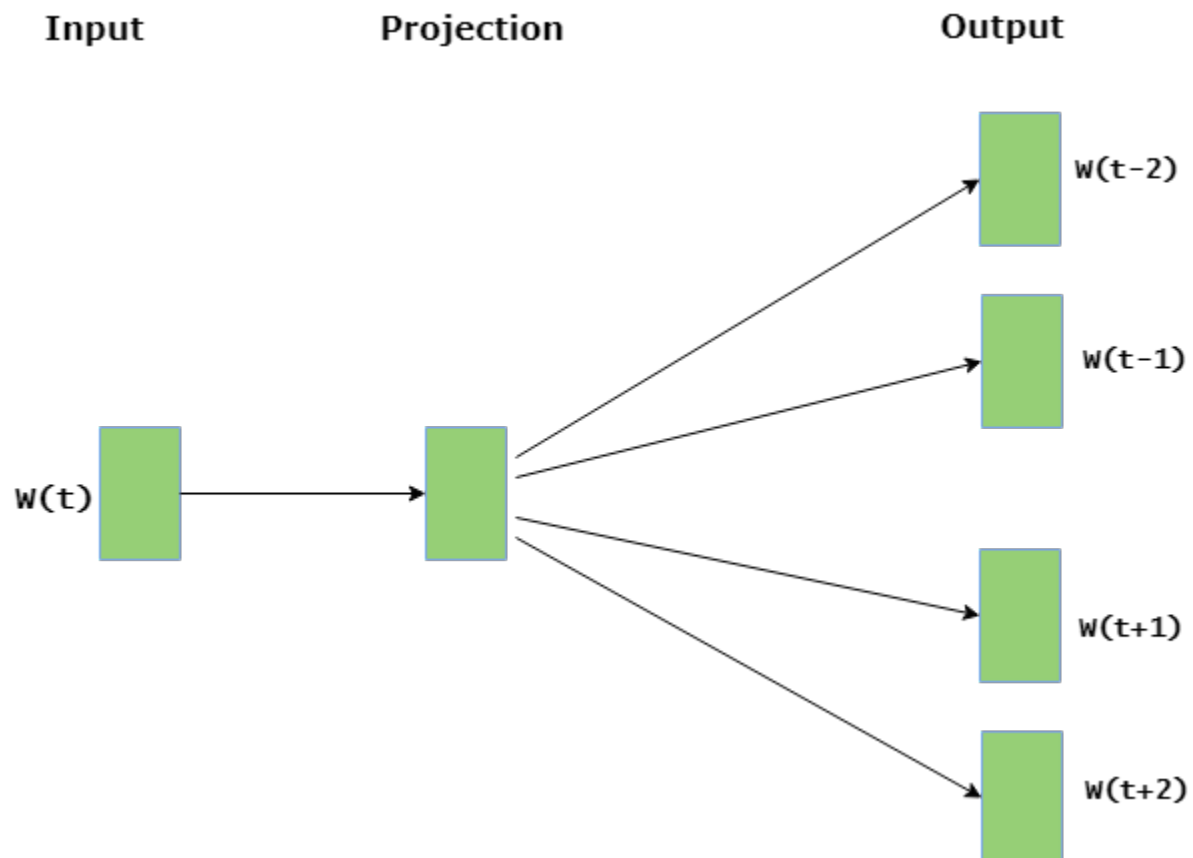 Input Projection Output
W(t-2)
W(t-1)
W(t)
W(t+1)
W(t+2)